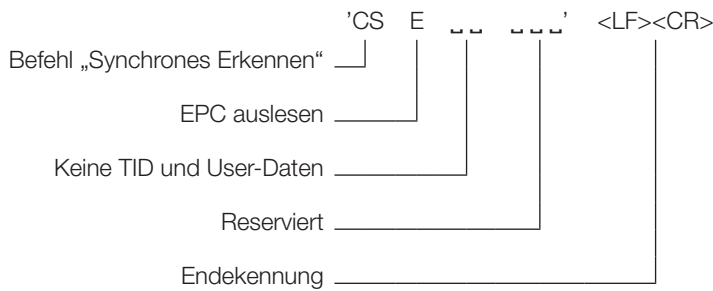 ’CS E ␣␣ ␣␣␣’ <LF><CR>
Befehl „Synchrones Erkennen“
EPC auslesen
Keine TID und User-Daten
Reserviert
Endekennung